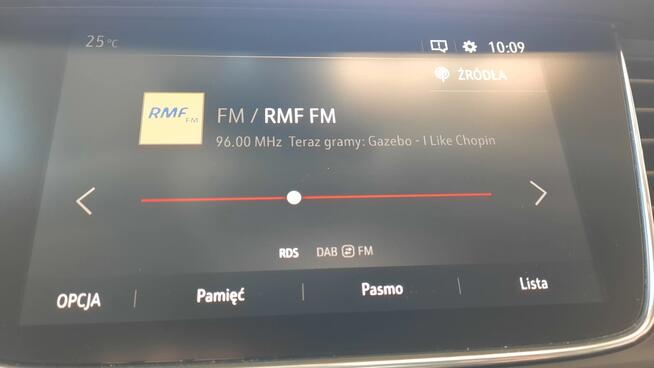 25 °C
10:09
ŹRÓDŁA
RMF FM
FM / RMF FM
96.00 MHz Teraz gramy: Gazebo - I Like Chopin
RDS DAB FM
OPCJA Pamięć Pasmo Lista